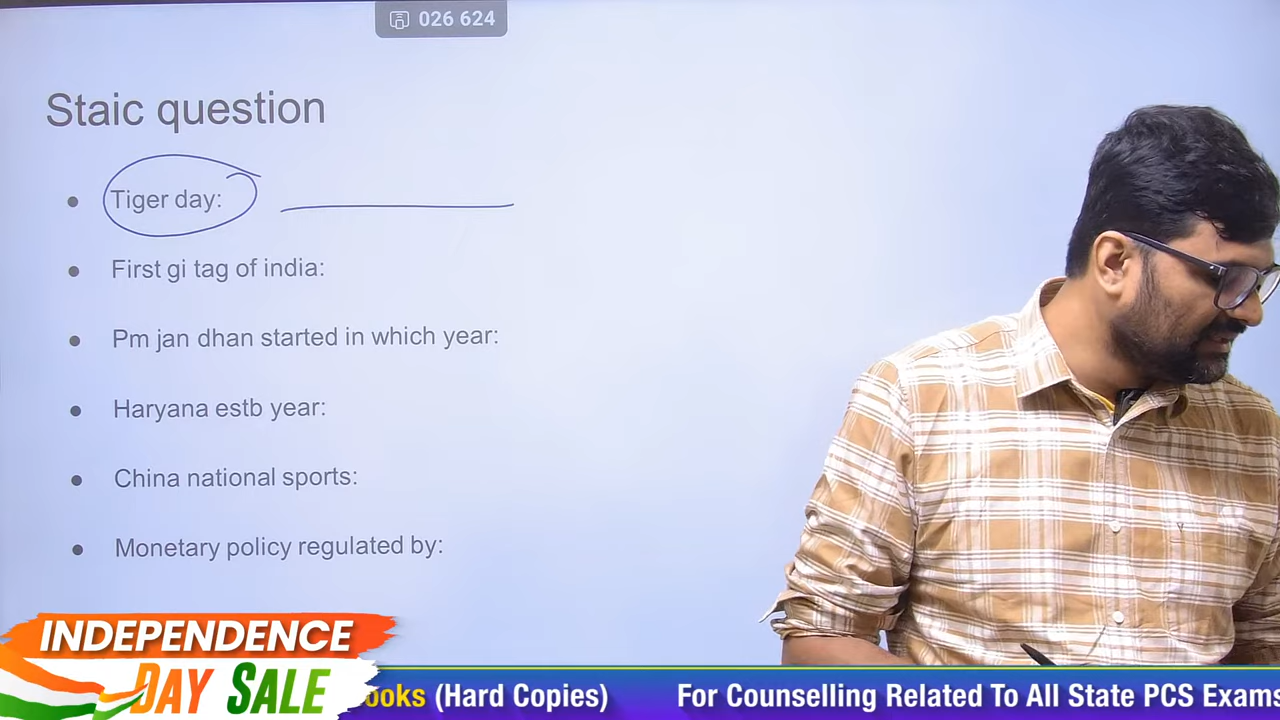 026 624
Staic question
Tiger day:
First gi tag of india:
Pm jan dhan started in which year:
Haryana estb year:
China national sports:
Monetary policy regulated by:
INDEPENDENCE
DAY SALE
(Hard Copies) For Counselling Related To All State PCS Exams